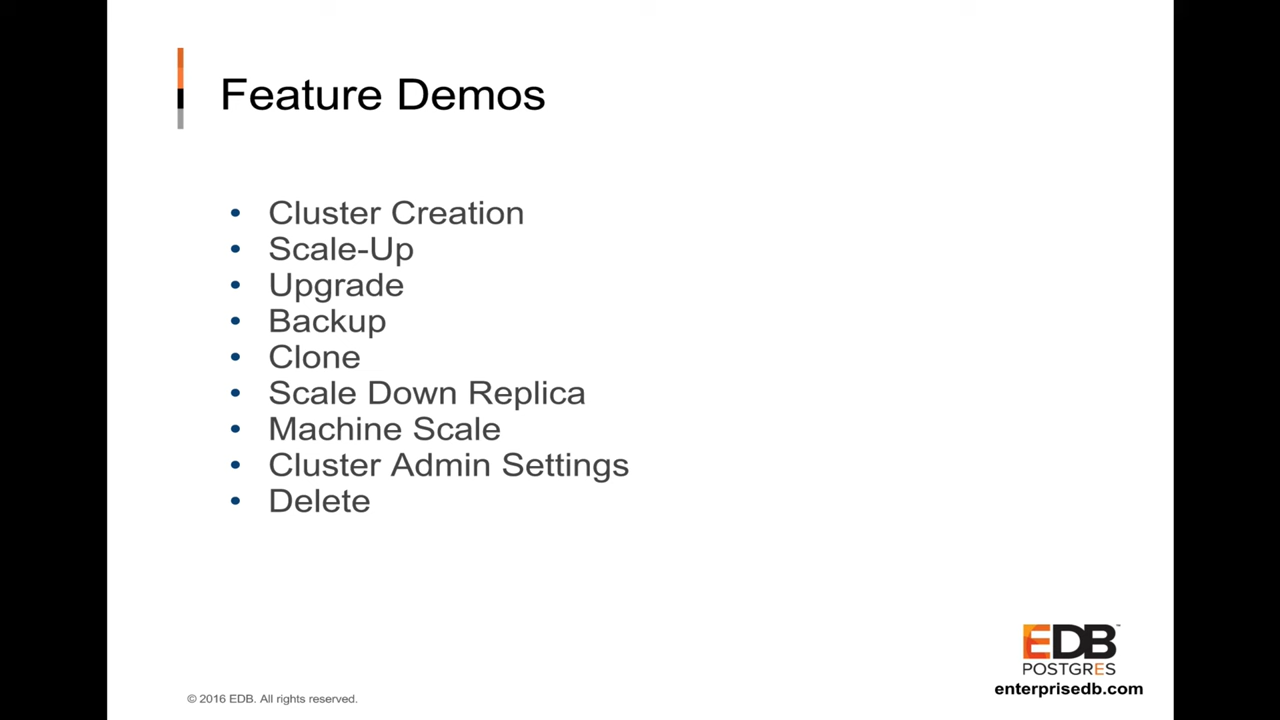 Feature Demos
• Cluster Creation
• Scale-Up
• Upgrade
• Backup
• Clone
• Scale Down Replica
• Machine Scale
• Cluster Admin Settings
• Delete
EDB™
POSTGRES
enterprisedb.com
© 2016 EDB. All rights reserved.